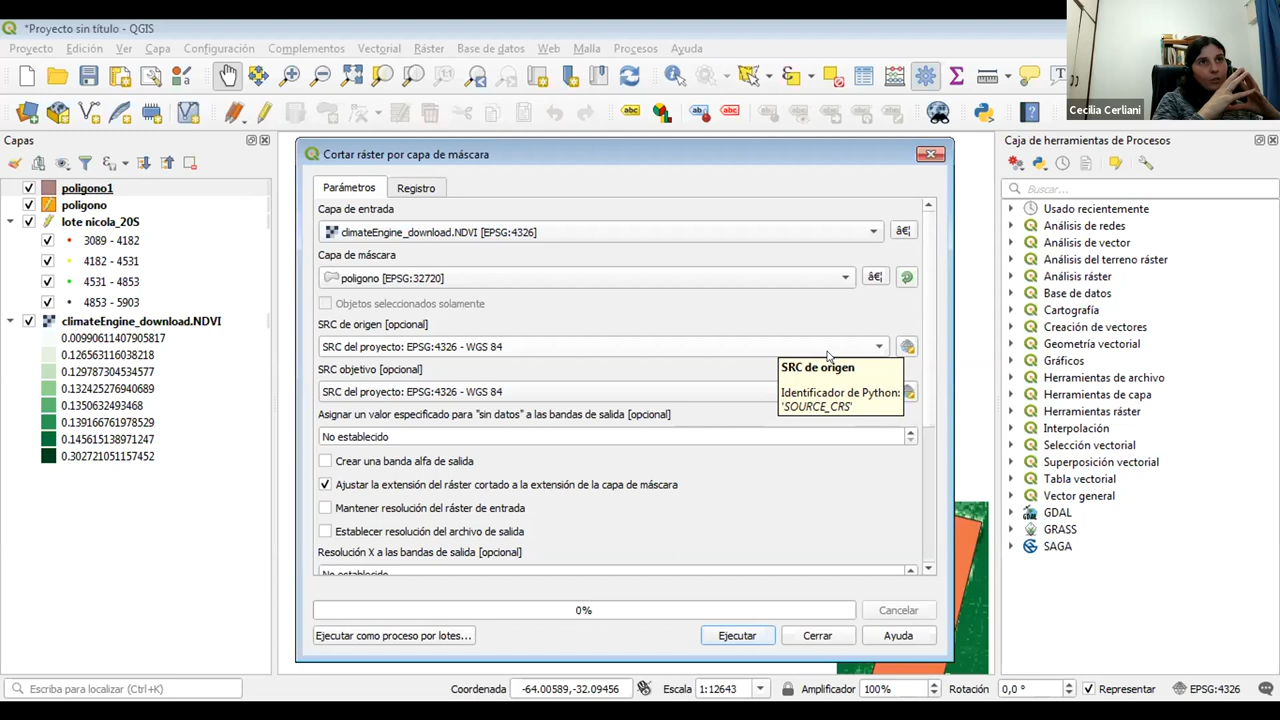 *Proyecto sin título - QGIS
Proyecto Edición Ver Capa Configuración Complementos Vectorial Ráster Base de datos Web Malla Procesos Ayuda
Cecilia Cerliani
abc abc abc
Capas
poligono1
poligono
lote nicola_20S
3089 - 4182
4182 - 4531
4531 - 4853
4853 - 5903
climateEngine_download.NDVI
0.00990611407905817
0.126563116038218
0.129787304534577
0.132425126940689
0.1350632493468
0.139166791528979
0.145615138971247
0.302721051157452
Cortar ráster por capa de máscara
Parámetros Registro
Capa de entrada
climateEngine_download.NDVI [EPSG:4326] â€¦
Capa de máscara
poligono [EPSG:32720] â€¦
Objetos seleccionados solamente
SRC de origen [opcional]
SRC del proyecto: EPSG:4326 - WGS 84
SRC de origen
Identificador de Python:
'SOURCE_CRS'
SRC objetivo [opcional]
SRC del proyecto: EPSG:4326 - WGS 84
Asignar un valor especificado para "sin datos" a las bandas de salida [opcional]
No establecido
Crear una banda alfa de salida
Ajustar la extensión del ráster cortado a la extensión de la capa de máscara
Mantener resolución del ráster de entrada
Establecer resolución del archivo de salida
Resolución X a las bandas de salida [opcional]
No establecido
0%
Cancelar
Ejecutar como proceso por lotes... Ejecutar Cerrar Ayuda
Caja de herramientas de Procesos
Buscar...
Usado recientemente
Análisis de redes
Análisis de vector
Análisis del terreno ráster
Análisis ráster
Base de datos
Cartografía
Creación de vectores
Geometría vectorial
Gráficos
Herramientas de archivo
Herramientas de capa
Herramientas ráster
Interpolación
Selección vectorial
Superposición vectorial
Tabla vectorial
Vector general
GDAL
GRASS
SAGA
Escriba para localizar (Ctrl+K) Coordenada -64.00589,-32.09456 Escala 1:12643 Amplificador 100% Rotación 0,0 ° Representar EPSG:4326